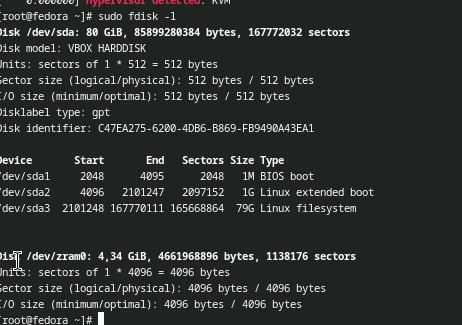 0.000000] Hypervisor detected: KVM
[root@fedora ~]# sudo fdisk -l
Disk /dev/sda: 80 GiB, 85899280384 bytes, 167772032 sectors
Disk model: VBOX HARDDISK
Units: sectors of 1 * 512 = 512 bytes
Sector size (logical/physical): 512 bytes / 512 bytes
I/O size (minimum/optimal): 512 bytes / 512 bytes
Disklabel type: gpt
Disk identifier: C47EA275-6200-4DB6-B869-FB9490A43EA1
Device Start End Sectors Size Type
/dev/sda1 2048 4095 2048 1M BIOS boot
/dev/sda2 4096 2101247 2097152 1G Linux extended boot
/dev/sda3 2101248 167770111 165668864 79G Linux filesystem
Disk /dev/zram0: 4,34 GiB, 4661968896 bytes, 1138176 sectors
Units: sectors of 1 * 4096 = 4096 bytes
Sector size (logical/physical): 4096 bytes / 4096 bytes
I/O size (minimum/optimal): 4096 bytes / 4096 bytes
[root@fedora ~]#